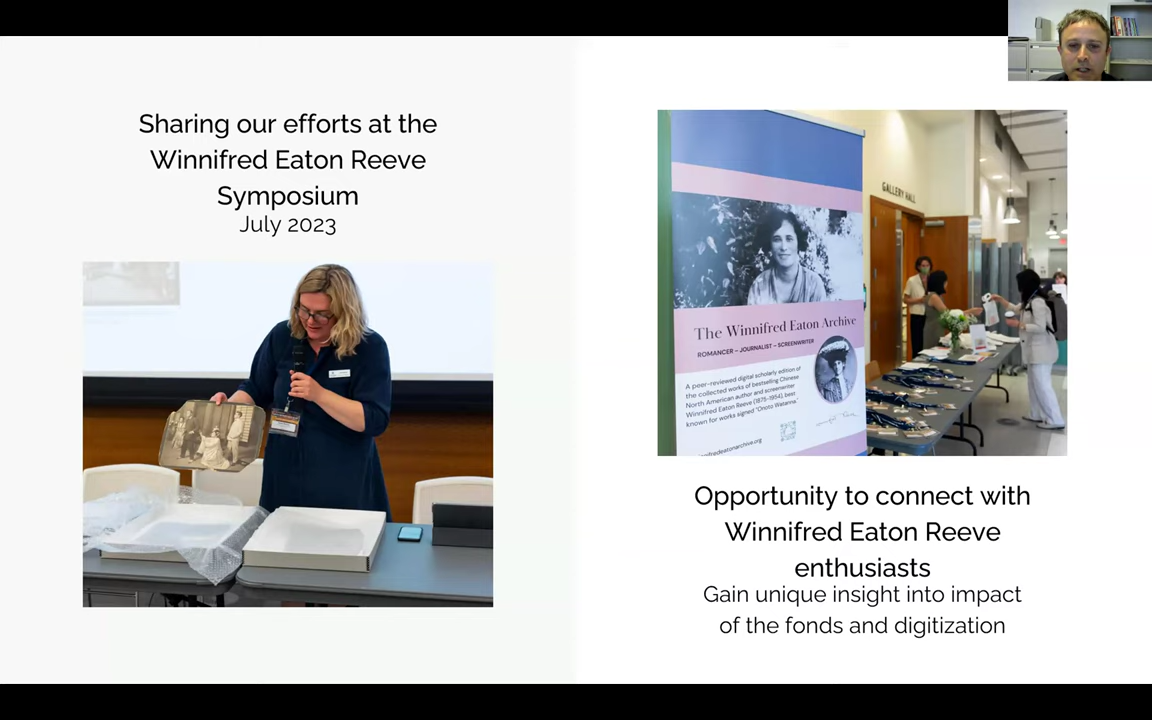 Sharing our efforts at the
Winnifred Eaton Reeve
Symposium
July 2023
GALLERY HALL
The Winnifred Eaton Archive
ROMANCER – JOURNALIST – SCREENWRITER
A peer-reviewed digital scholarly edition of
the collected works of bestselling Chinese
North American author and screenwriter
Winnifred Eaton Reeve (1875-1954), best
known for works signed "Onoto Watanna."
Opportunity to connect with
Winnifred Eaton Reeve
enthusiasts
Gain unique insight into impact
of the fonds and digitization